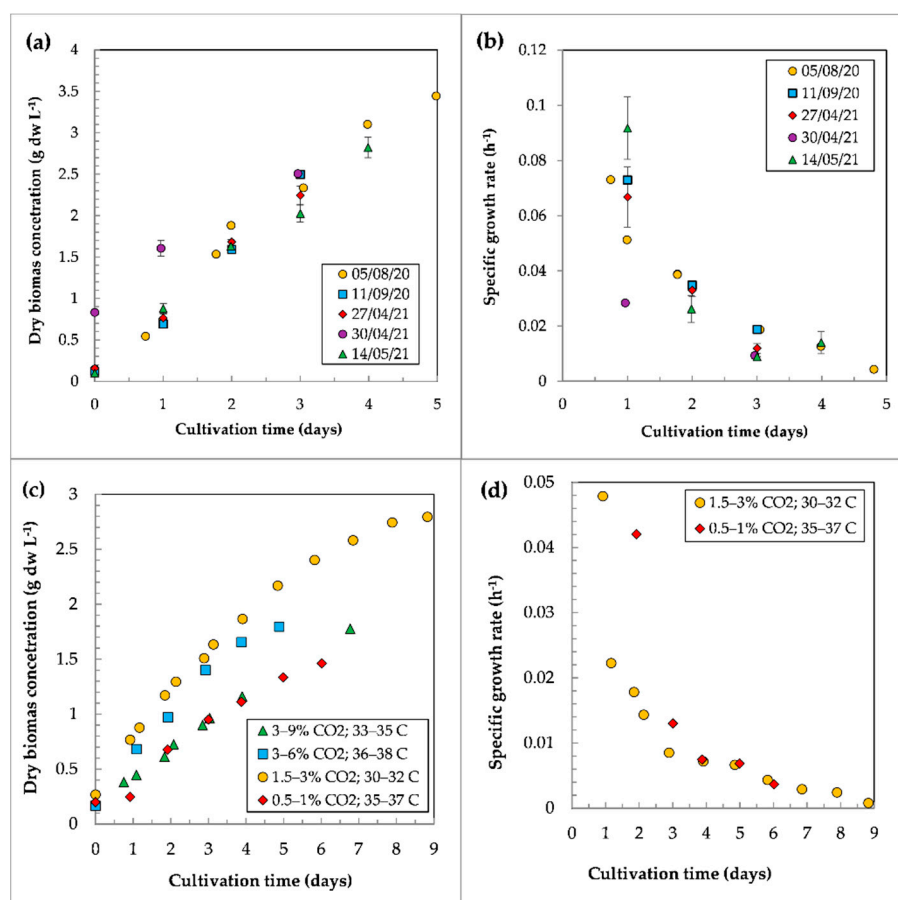 (a)
Dry biomas concetration (g dw L⁻¹)
4
3.5
3
2.5
2
1.5
1
0.5
0
0 1 2 3 4 5
Cultivation time (days)
05/08/20
11/09/20
27/04/21
30/04/21
14/05/21
(b)
Specific growth rate (h⁻¹)
0.12
0.1
0.08
0.06
0.04
0.02
0
0 1 2 3 4 5
Cultivation time (days)
05/08/20
11/09/20
27/04/21
30/04/21
14/05/21
(c)
Dry biomas concetration (g dw L⁻¹)
3
2.5
2
1.5
1
0.5
0
0 1 2 3 4 5 6 7 8 9
Cultivation time (days)
3–9% CO2; 33–35 C
3–6% CO2; 36–38 C
1.5–3% CO2; 30–32 C
0.5–1% CO2; 35–37 C
(d)
Specific growth rate (h⁻¹)
0.05
0.04
0.03
0.02
0.01
0
0 1 2 3 4 5 6 7 8 9
Cultivation time (days)
1.5–3% CO2; 30–32 C
0.5–1% CO2; 35–37 C